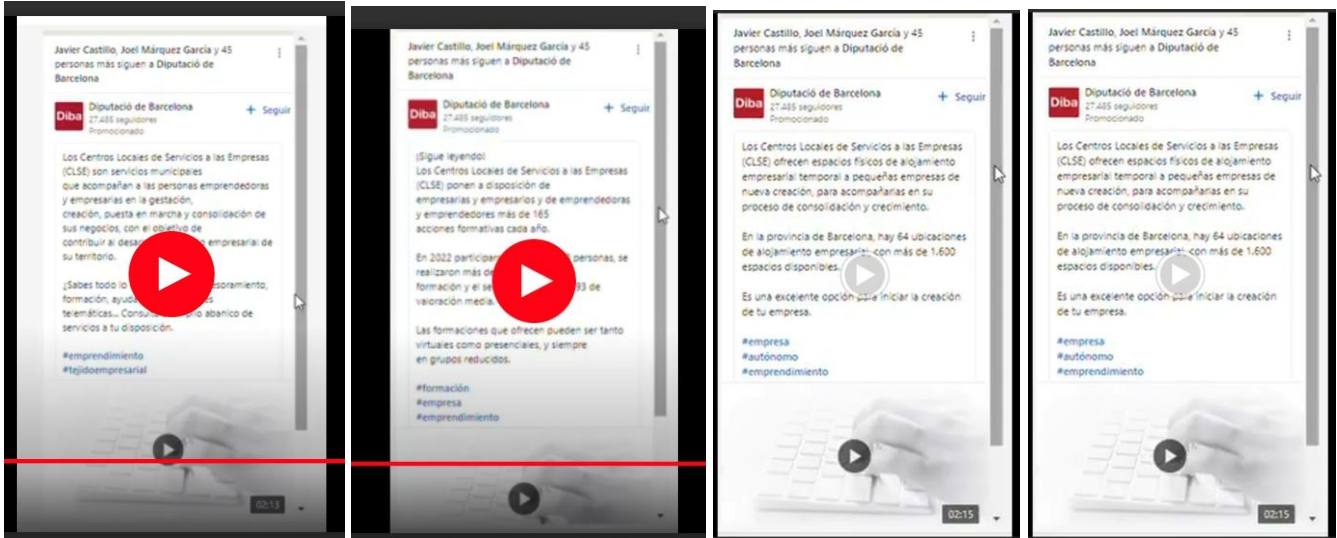 Javier Castillo, Joel Márquez García y 45
personas más siguen a Diputació de
Barcelona
Diba
Diputació de Barcelona
27.485 seguidores
Promocionado
+ Seguir
Los Centros Locales de Servicios a las Empresas
(CLSE) son servicios municipales
que acompañan a las personas emprendedoras
y empresarias en la gestación,
creación, puesta en marcha y consolidación de
sus negocios, con el objetivo de
contribuir al empresarial de
su territorio.
¿Sabes todo lo
formación,
telemáticas... abanico de
servicios a tu disposición.
#emprendimiento
#tejidoempresarial
02:13
Javier Castillo, Joel Márquez García y 45
personas más siguen a Diputació de
Barcelona
Diba
Diputació de Barcelona
27.485 seguidores
Promocionado
+ Seguir
¡Sigue leyendo!
Los Centros Locales de Servicios a las Empresas
(CLSE) ponen a disposición de
empresarias y empresarios y de emprendedoras
y emprendedores más de 165
acciones formativas cada año.
En 2022 personas, se
realizaron más de
formación y el 93 de
valoración media.
Las formaciones que ofrecen pueden ser tanto
virtuales como presenciales, y siempre
en grupos reducidos.
#formación
#empresa
#emprendimiento
Javier Castillo, Joel Márquez García y 45
personas más siguen a Diputació de
Barcelona
Diba
Diputació de Barcelona
27.485 seguidores
Promocionado
+ Seguir
Los Centros Locales de Servicios a las Empresas
(CLSE) ofrecen espacios físicos de alojamiento
empresarial temporal a pequeñas empresas de
nueva creación, para acompañarlas en su
proceso de consolidación y crecimiento.
En la provincia de Barcelona, hay 64 ubicaciones
de alojamiento empresarial con más de 1.600
espacios disponibles.
Es una excelente opción para iniciar la creación
de tu empresa.
#empresa
#autónomo
#emprendimiento
02:15
Javier Castillo, Joel Márquez García y 45
personas más siguen a Diputació de
Barcelona
Diba
Diputació de Barcelona
27.485 seguidores
Promocionado
+ Seguir
Los Centros Locales de Servicios a las Empresas
(CLSE) ofrecen espacios físicos de alojamiento
empresarial temporal a pequeñas empresas de
nueva creación, para acompañarlas en su
proceso de consolidación y crecimiento.
En la provincia de Barcelona, hay 64 ubicaciones
de alojamiento empresarial con más de 1.600
espacios disponibles.
Es una excelente opción para iniciar la creación
de tu empresa.
#empresa
#autónomo
#emprendimiento
02:15